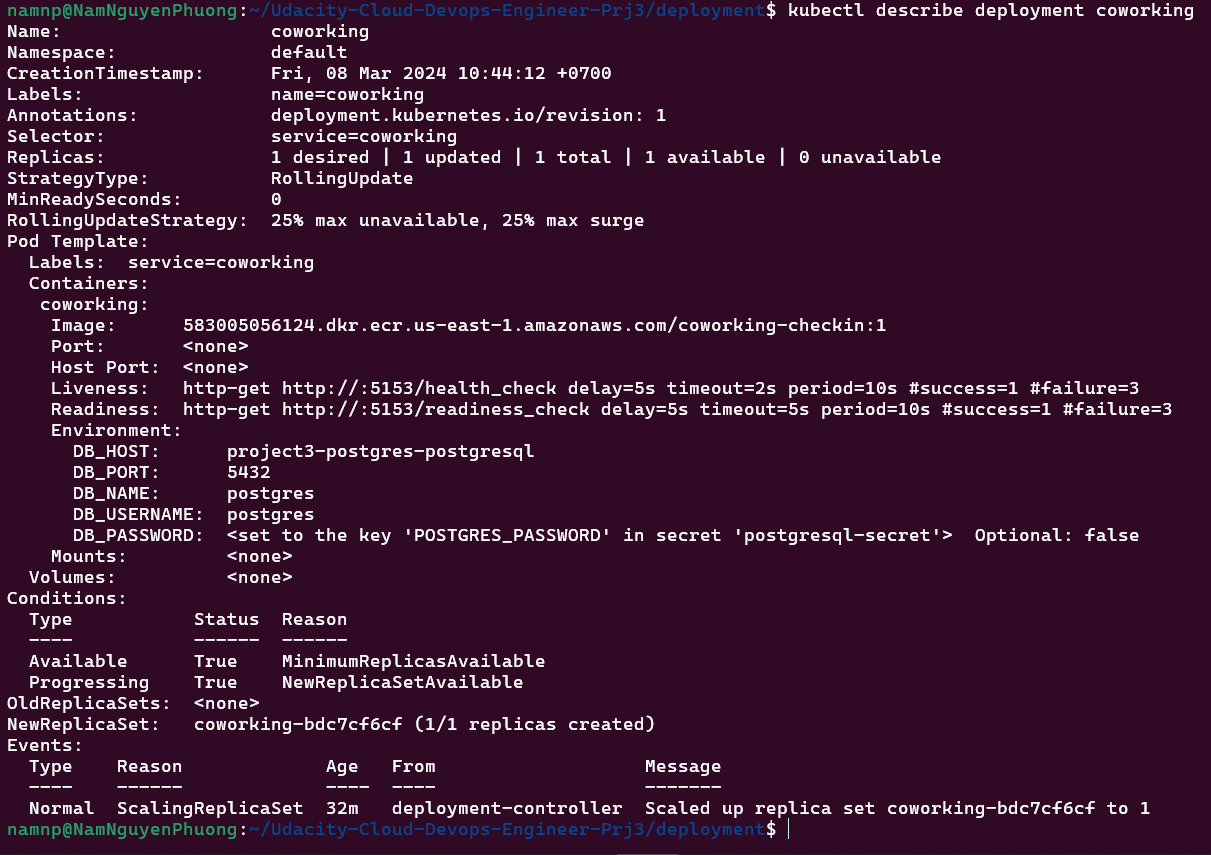 namnp@NamNguyenPhuong:~/Udacity-Cloud-Devops-Engineer-Prj3/deployment$ kubectl describe deployment coworking
Name:                   coworking
Namespace:              default
CreationTimestamp:      Fri, 08 Mar 2024 10:44:12 +0700
Labels:                 name=coworking
Annotations:            deployment.kubernetes.io/revision: 1
Selector:               service=coworking
Replicas:               1 desired | 1 updated | 1 total | 1 available | 0 unavailable
StrategyType:           RollingUpdate
MinReadySeconds:        0
RollingUpdateStrategy:  25% max unavailable, 25% max surge
Pod Template:
  Labels:  service=coworking
  Containers:
   coworking:
    Image:      583005056124.dkr.ecr.us-east-1.amazonaws.com/coworking-checkin:1
    Port:       <none>
    Host Port:  <none>
    Liveness:   http-get http://:5153/health_check delay=5s timeout=2s period=10s #success=1 #failure=3
    Readiness:  http-get http://:5153/readiness_check delay=5s timeout=5s period=10s #success=1 #failure=3
    Environment:
      DB_HOST:      project3-postgres-postgresql
      DB_PORT:      5432
      DB_NAME:      postgres
      DB_USERNAME:  postgres
      DB_PASSWORD:  <set to the key 'POSTGRES_PASSWORD' in secret 'postgresql-secret'>  Optional: false
    Mounts:         <none>
  Volumes:          <none>
Conditions:
  Type           Status  Reason
  ----           ------  ------
  Available      True    MinimumReplicasAvailable
  Progressing    True    NewReplicaSetAvailable
OldReplicaSets:  <none>
NewReplicaSet:   coworking-bdc7cf6cf (1/1 replicas created)
Events:
  Type    Reason             Age   From                   Message
  ----    ------             ----  ----                   -------
  Normal  ScalingReplicaSet  32m   deployment-controller  Scaled up replica set coworking-bdc7cf6cf to 1
namnp@NamNguyenPhuong:~/Udacity-Cloud-Devops-Engineer-Prj3/deployment$